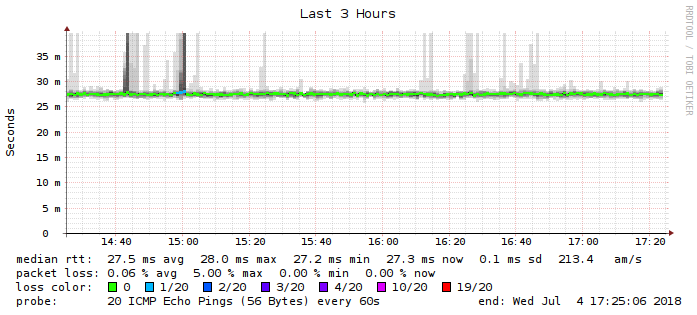 Last 3 Hours
RRDTOOL / TOBI OETIKER
Seconds
35 m
30 m
25 m
20 m
15 m
10 m
5 m
0
14:40 15:00 15:20 15:40 16:00 16:20 16:40 17:00 17:20
median rtt: 27.5 ms avg 28.0 ms max 27.2 ms min 27.3 ms now 0.1 ms sd 213.4 am/s
packet loss: 0.06 % avg 5.00 % max 0.00 % min 0.00 % now
loss color: 0 1/20 2/20 3/20 4/20 10/20 19/20
probe: 20 ICMP Echo Pings (56 Bytes) every 60s end: Wed Jul 4 17:25:06 2018